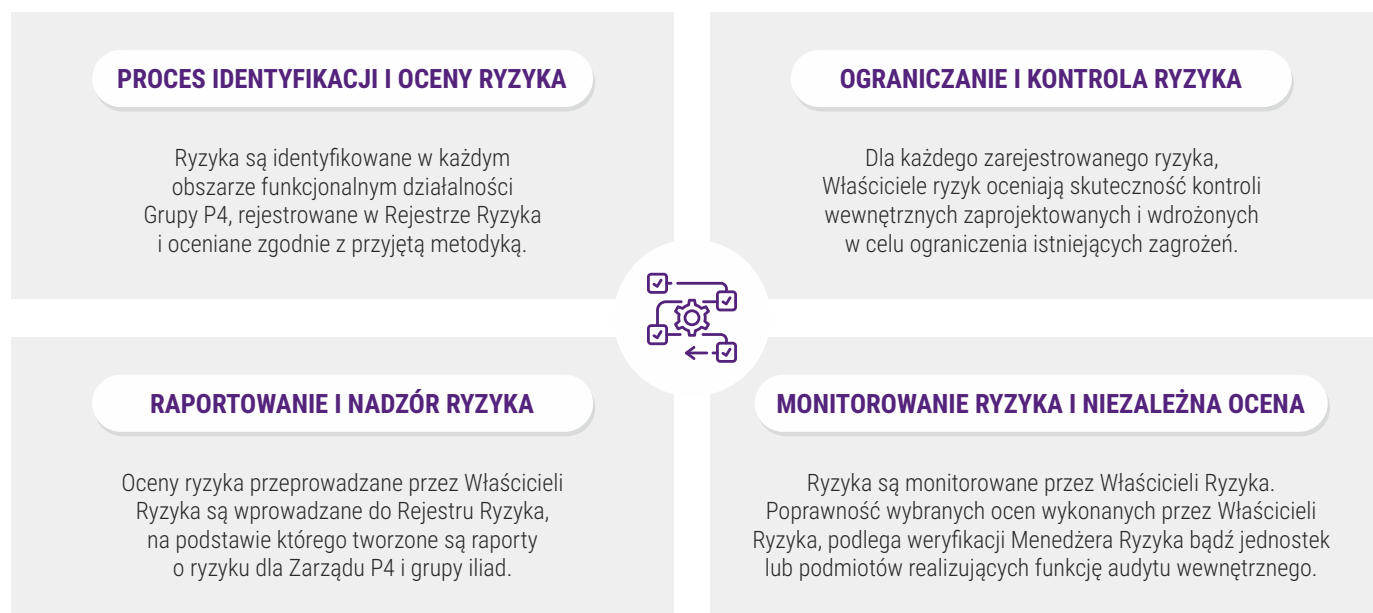 PROCES IDENTYFIKACJI I OCENY RYZYKA
Ryzyka są identyfikowane w każdym
obszarze funkcjonalnym działalności
Grupy P4, rejestrowane w Rejestrze Ryzyka
i oceniane zgodnie z przyjętą metodyką.
OGRANICZANIE I KONTROLA RYZYKA
Dla każdego zarejestrowanego ryzyka,
Właściciele ryzyk oceniają skuteczność kontroli
wewnętrznych zaprojektowanych i wdrożonych
w celu ograniczenia istniejących zagrożeń.
RAPORTOWANIE I NADZÓR RYZYKA
Oceny ryzyka przeprowadzane przez Właścicieli
Ryzyka są wprowadzane do Rejestru Ryzyka,
na podstawie którego tworzone są raporty
o ryzyku dla Zarządu P4 i grupy iliad.
MONITOROWANIE RYZYKA I NIEZALEŻNA OCENA
Ryzyka są monitorowane przez Właścicieli Ryzyka.
Poprawność wybranych ocen wykonanych przez Właścicieli
Ryzyka, podlega weryfikacji Menedżera Ryzyka bądź jednostek
lub podmiotów realizujących funkcję audytu wewnętrznego.